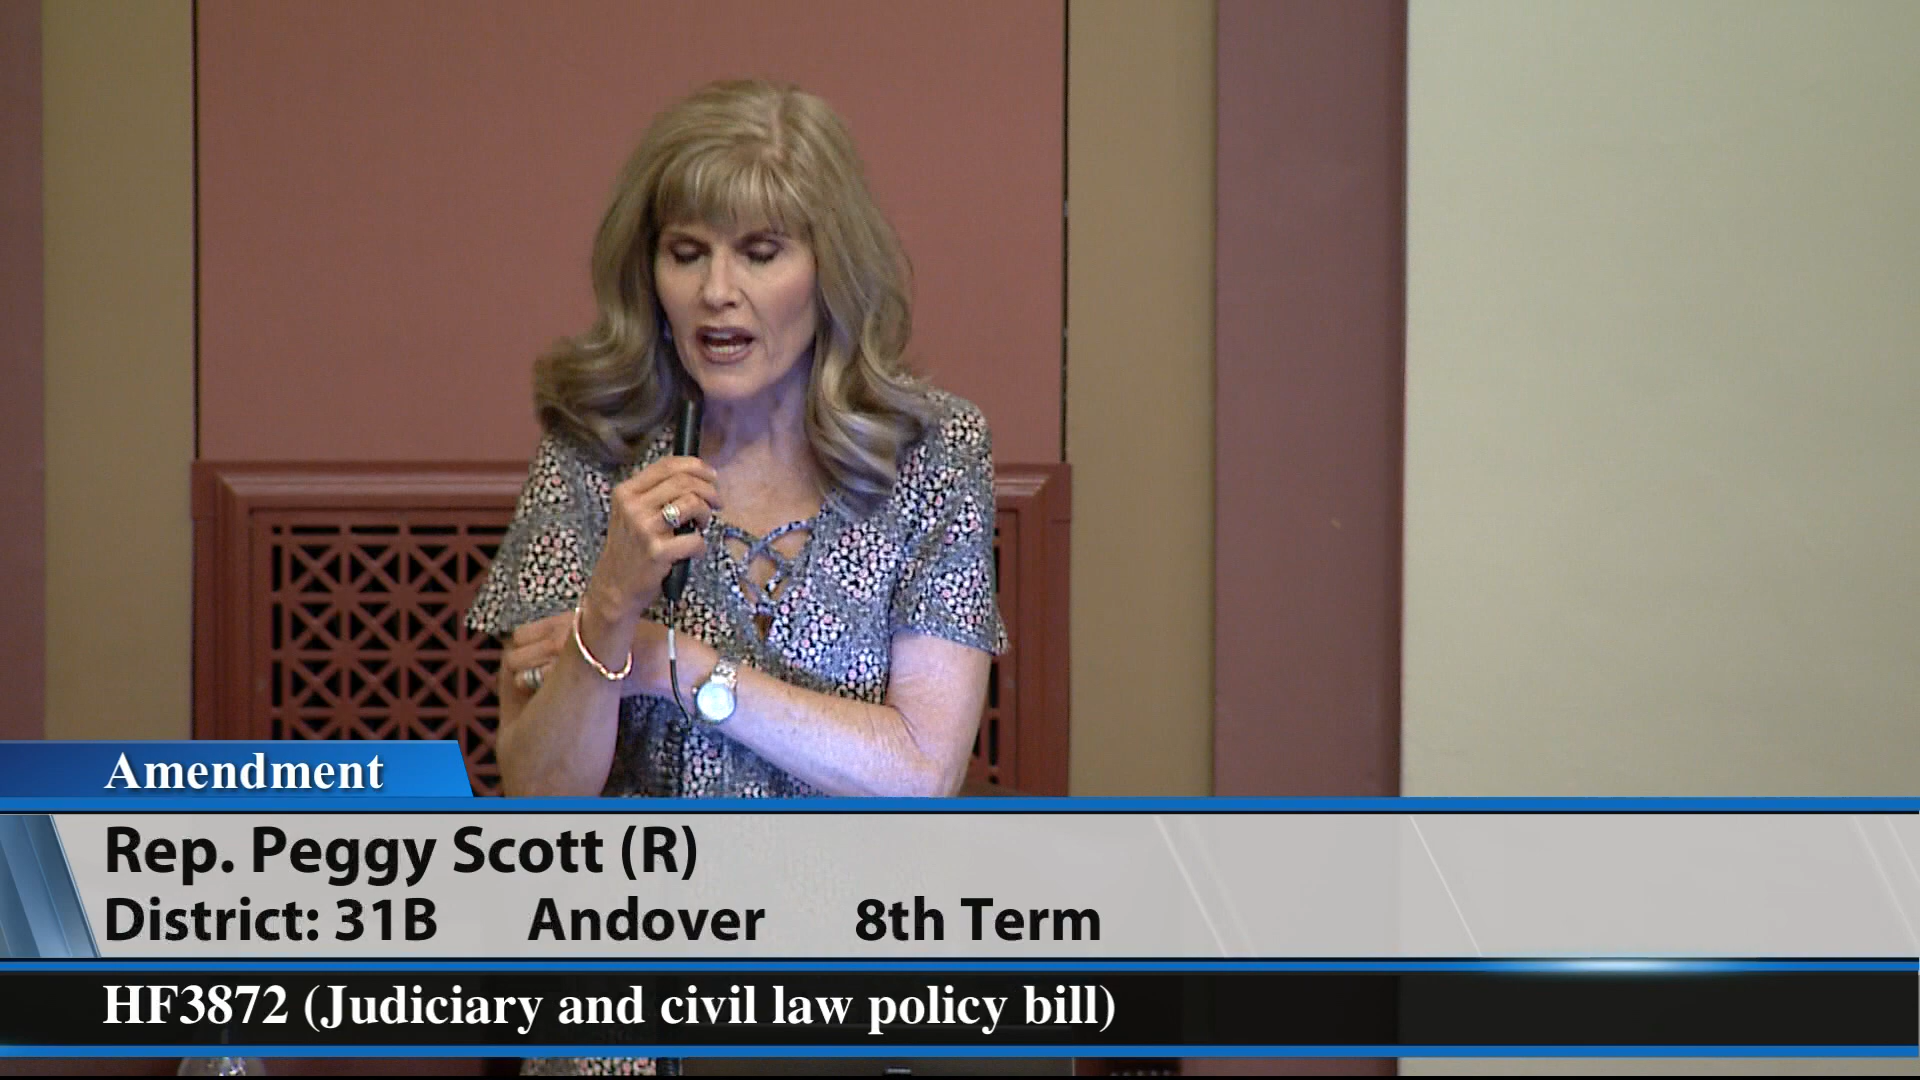 Amendment
Rep. Peggy Scott (R)
District: 31B Andover 8th Term
HF3872 (Judiciary and civil law policy bill)